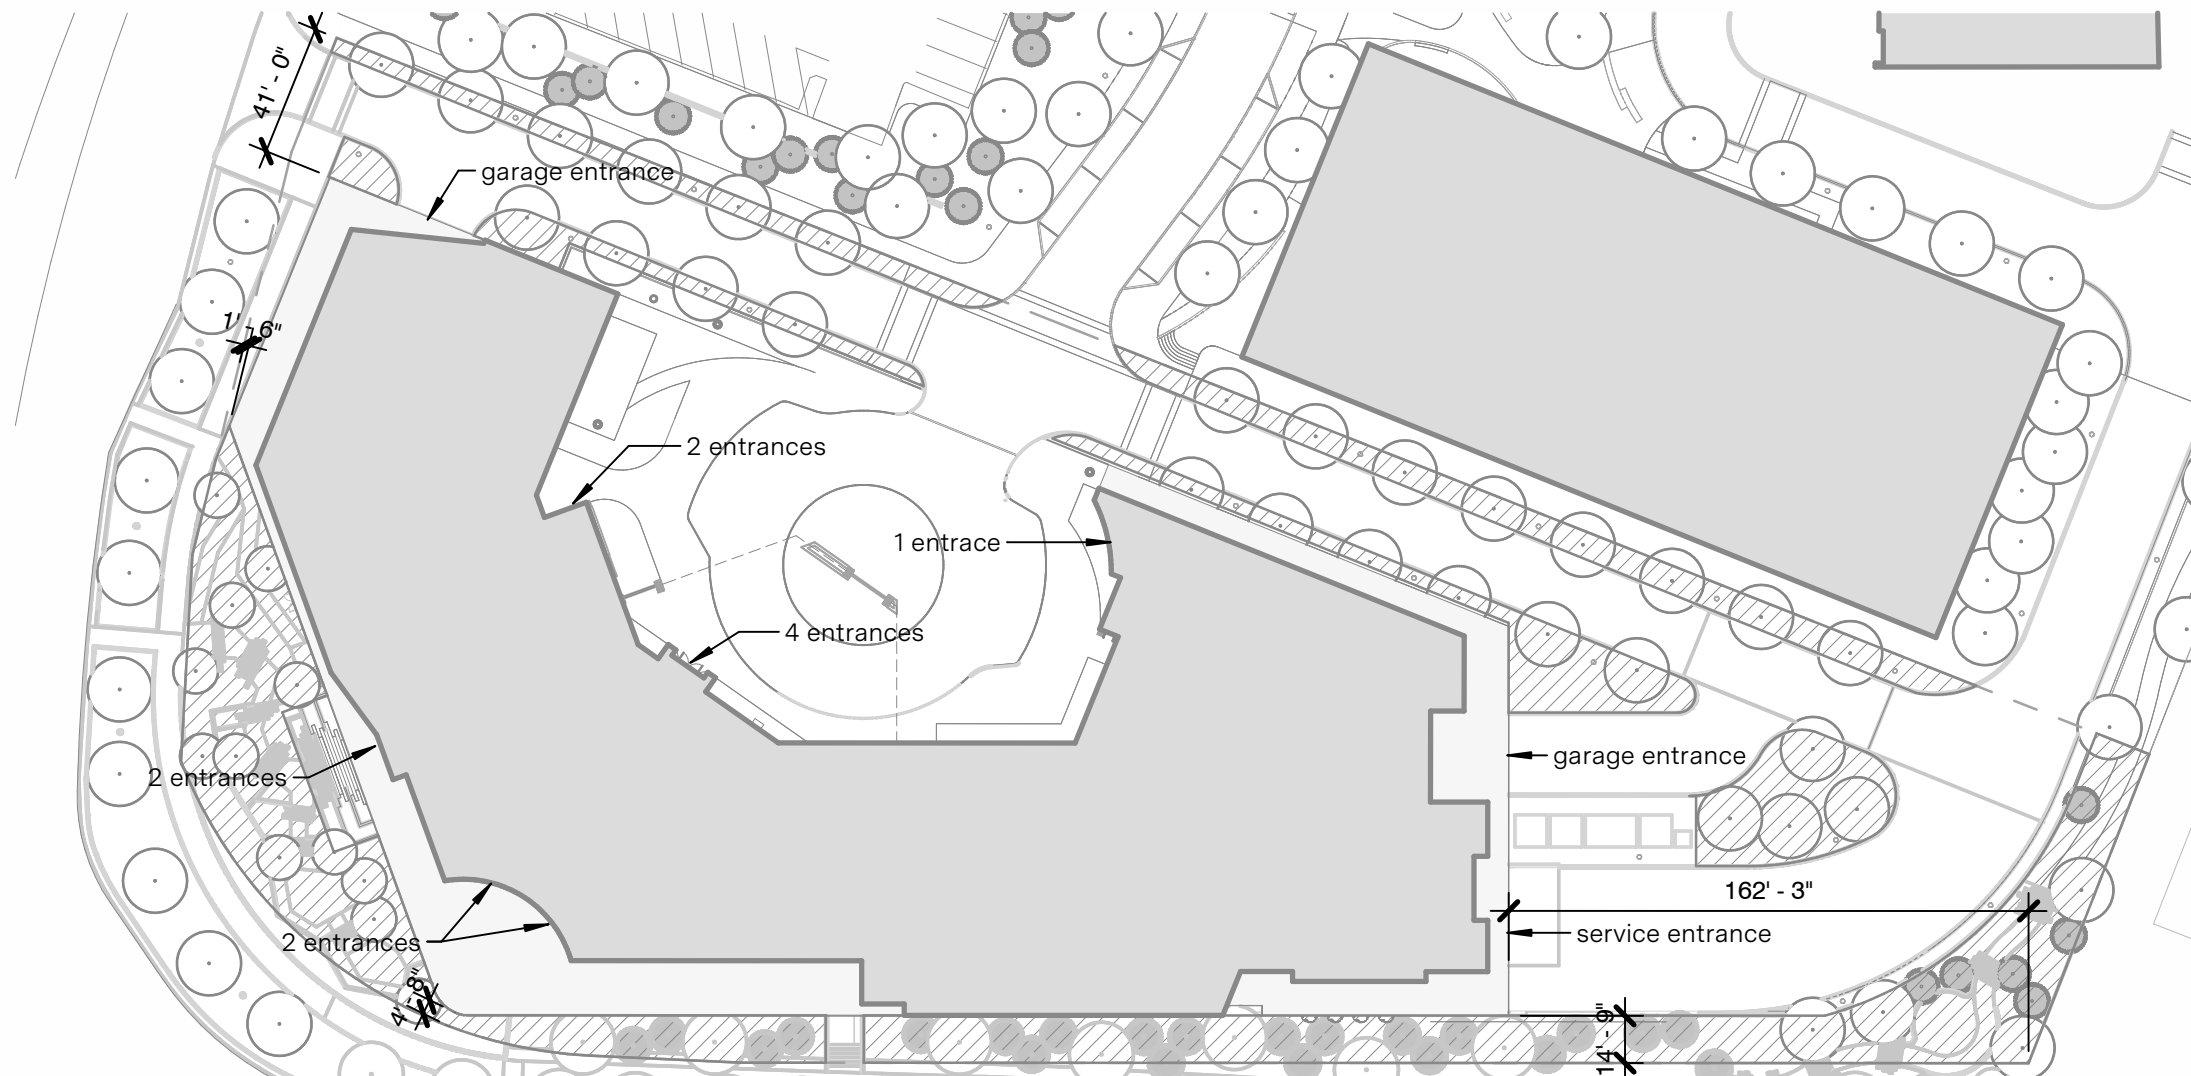 41' - 0"
garage entrance
1' - 6"
2 entrances
1 entrace
4 entrances
garage entrance
2 entrances
162' - 3"
service entrance
2 entrances
4' - 8"
14' - 9"